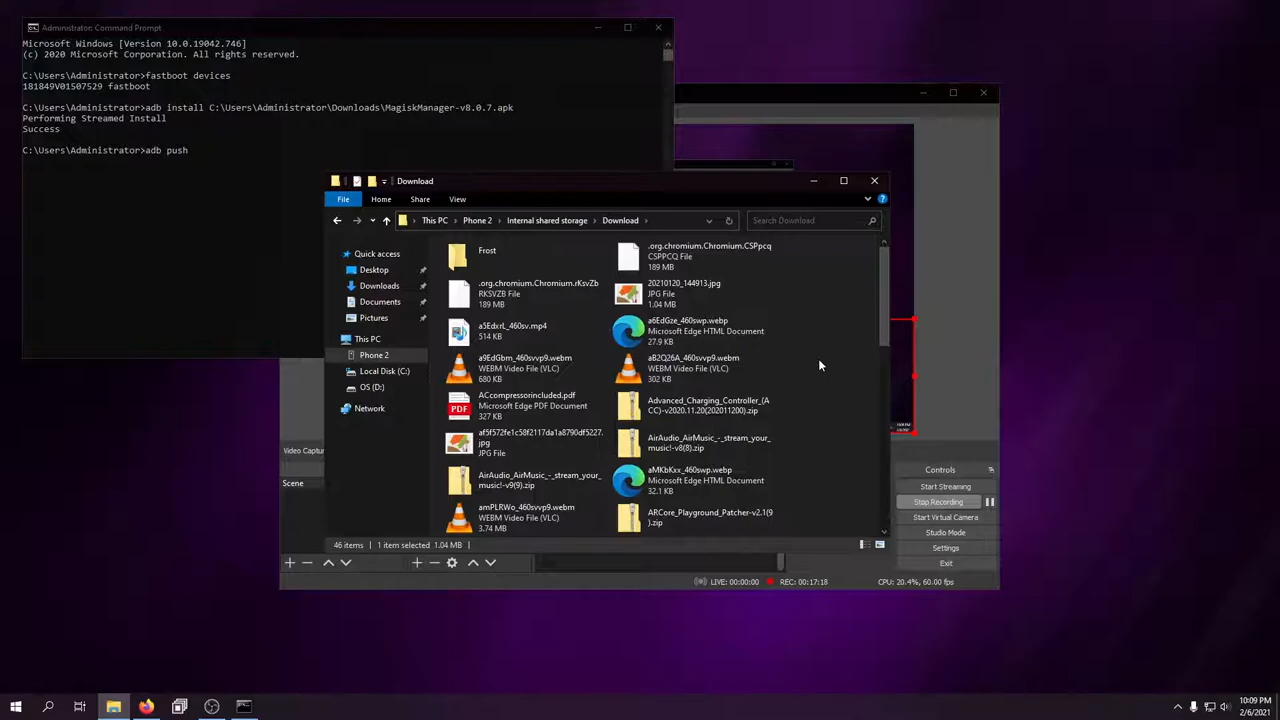 Administrator: Command Prompt
Microsoft Windows [Version 10.0.19042.746]
(c) 2020 Microsoft Corporation. All rights reserved.
C:\Users\Administrator>fastboot devices
181849V01507529 fastboot
C:\Users\Administrator>adb install C:\Users\Administrator\Downloads\MagiskManager-v8.0.7.apk
Performing Streamed Install
Success
C:\Users\Administrator>adb push
Download
File Home Share View
This PC Phone 2 Internal shared storage Download
Search Download
Quick access
Desktop
Downloads
Documents
Pictures
This PC
Phone 2
Local Disk (C:)
OS (D:)
Network
Frost
.org.chromium.Chromium.CSPpcq
CSPPCQ File
189 MB
.org.chromium.Chromium.rKsvZb
RKSVZB File
189 MB
20210120_144913.jpg
JPG File
1.04 MB
a5EdxrL_460sv.mp4
514 KB
a6EdGze_460swp.webp
Microsoft Edge HTML Document
27.9 KB
a9EdGbm_460svvp9.webm
WEBM Video File (VLC)
680 KB
aB2Q26A_460svvp9.webm
WEBM Video File (VLC)
302 KB
ACcompressorincluded.pdf
Microsoft Edge PDF Document
327 KB
Advanced_Charging_Controller_(A
CC)-v2020.11.20(202011200).zip
af5f572fe1c58f2117da1a8790df5227.
jpg
JPG File
AirAudio_AirMusic_-_stream_your_
music!-v8(8).zip
AirAudio_AirMusic_-_stream_your_
music!-v9(9).zip
aMKbKxx_460swp.webp
Microsoft Edge HTML Document
32.1 KB
amPLRWo_460svvp9.webm
WEBM Video File (VLC)
3.74 MB
ARCore_Playground_Patcher-v2.1(9
).zip
46 items 1 item selected 1.04 MB
Video Captur
Scene
Controls
Start Streaming
Stop Recording
Start Virtual Camera
Studio Mode
Settings
Exit
LIVE: 00:00:00 REC: 00:17:18 CPU: 20.4%, 60.00 fps
10:09 PM
2/6/2021